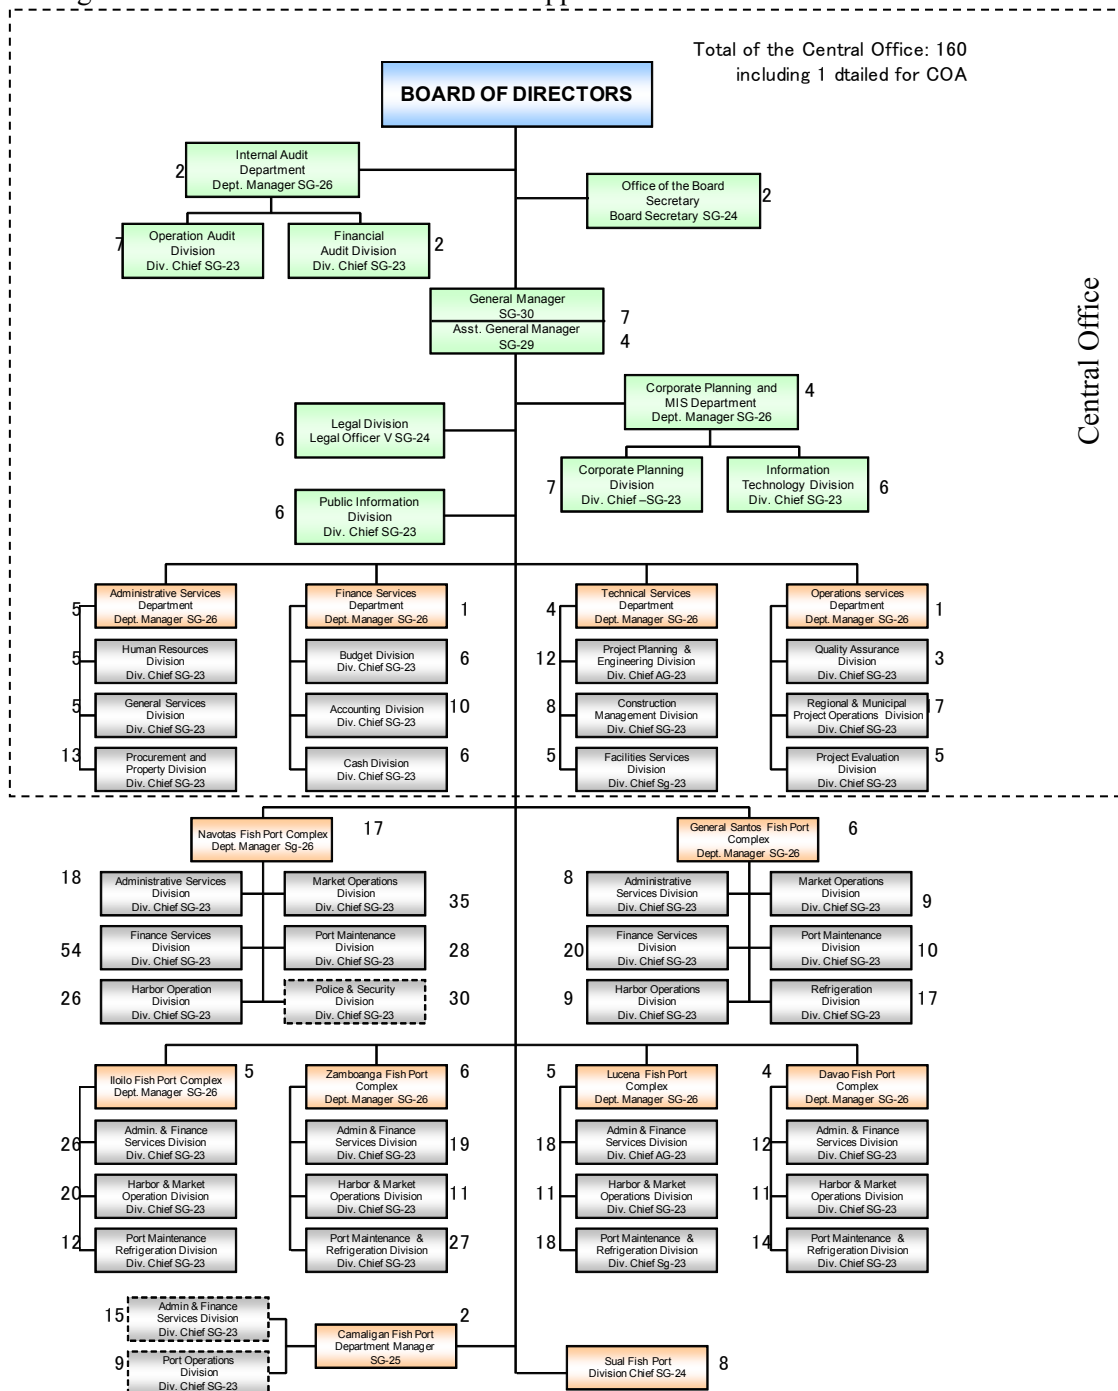 Total of the Central Office: 160
including 1 dtailed for COA
BOARD OF DIRECTORS
Internal Audit
Department
Dept. Manager SG-26
2
Office of the Board
Secretary
Board Secretary SG-24
2
7
Operation Audit
Division
Div. Chief SG-23
Financial
Audit Division
Div. Chief SG-23
2
General Manager
SG-30
7
Asst. General Manager
SG-29
4
Central Office
Corporate Planning and
MIS Department
Dept. Manager SG-26
4
Legal Division
Legal Officer V SG-24
6
Corporate Planning
Division
Div. Chief –SG-23
7
Information
Technology Division
Div. Chief SG-23
6
Public Information
Division
Div. Chief SG-23
6
Administrative Services
Department
Dept. Manager SG-26
5
Human Resources
Division
Div. Chief SG-23
5
General Services
Division
Div. Chief SG-23
5
Procurement and
Property Division
Div. Chief SG-23
13
Finance Services
Department
Dept. Manager SG-26
1
Budget Division
Div. Chief SG-23
6
Accounting Division
Div. Chief SG-23
10
Cash Division
Div. Chief SG-23
6
Technical Services
Department
Dept. Manager SG-26
4
Project Planning &
Engineering Division
Div. Chief AG-23
12
Construction
Management Division
Div. Chief SG-23
8
Facilities Services
Division
Div. Chief Sg-23
5
Operations services
Department
Dept. Manager SG-26
1
Quality Assurance
Division
Div. Chief SG-23
3
Regional & Municipal
Project Operations Division
Div. Chief SG-23
17
Project Evaluation
Division
Div. Chief SG-23
5
Navotas Fish Port Complex
Dept. Manager Sg-26
17
18
Administrative Services
Division
Div. Chief SG-23
Market Operations
Division
Div. Chief SG-23
35
54
Finance Services
Division
Div. Chief SG-23
Port Maintenance
Division
Div. Chief SG-23
28
26
Harbor Operation
Division
Div. Chief SG-23
Police & Security
Division
Div. Chief SG-23
30
General Santos Fish Port
Complex
Dept. Manager SG-26
6
8
Administrative
Services Division
Div. Chief SG-23
Market Operations
Division
Div. Chief SG-23
9
20
Finance Services
Division
Div. Chief SG-23
Port Maintenance
Division
Div. Chief SG-23
10
9
Harbor Operations
Division
Div. Chief SG-23
Refrigeration
Division
Div. Chief SG-23
17
Iloilo Fish Port Complex
Dept. Manager SG-26
5
Admin. & Finance
Services Division
Div. Chief SG-23
26
Harbor & Market
Operation Division
Div. Chief SG-23
20
Port Maintenance
Refrigeration Division
Div. Chief SG-23
12
Zamboanga Fish Port
Complex
Dept. Manager SG-26
6
Admin & Finance
Services Division
Div. Chief SG-23
19
Harbor & Market
Operations Division
Div. Chief SG-23
11
Port Maintenance &
Refrigeration Division
Div. Chief SG-23
27
Lucena Fish Port
Complex
Dept. Manager SG-26
5
Admin & Finance
Services Division
Div. Chief AG-23
18
Harbor & Market
Operations Division
Div. Chief SG-23
11
Port Maintenance &
Refrigeration Division
Div. Chief Sg-23
18
Davao Fish Port
Complex
Dept. Manager SG-26
4
Admin. & Finance
Services Division
Div. Chief SG-23
12
Harbor & Market
Operations Division
Div. Chief SG-23
11
Port Maintenance &
Refrigeration Division
Div. Chief SG-23
14
15
Admin & Finance
Services Division
Div. Chief SG-23
9
Port Operations
Division
Div. Chief SG-23
Camaligan Fish Port
Department Manager
SG-25
2
Sual Fish Port
Division Chief SG-24
8